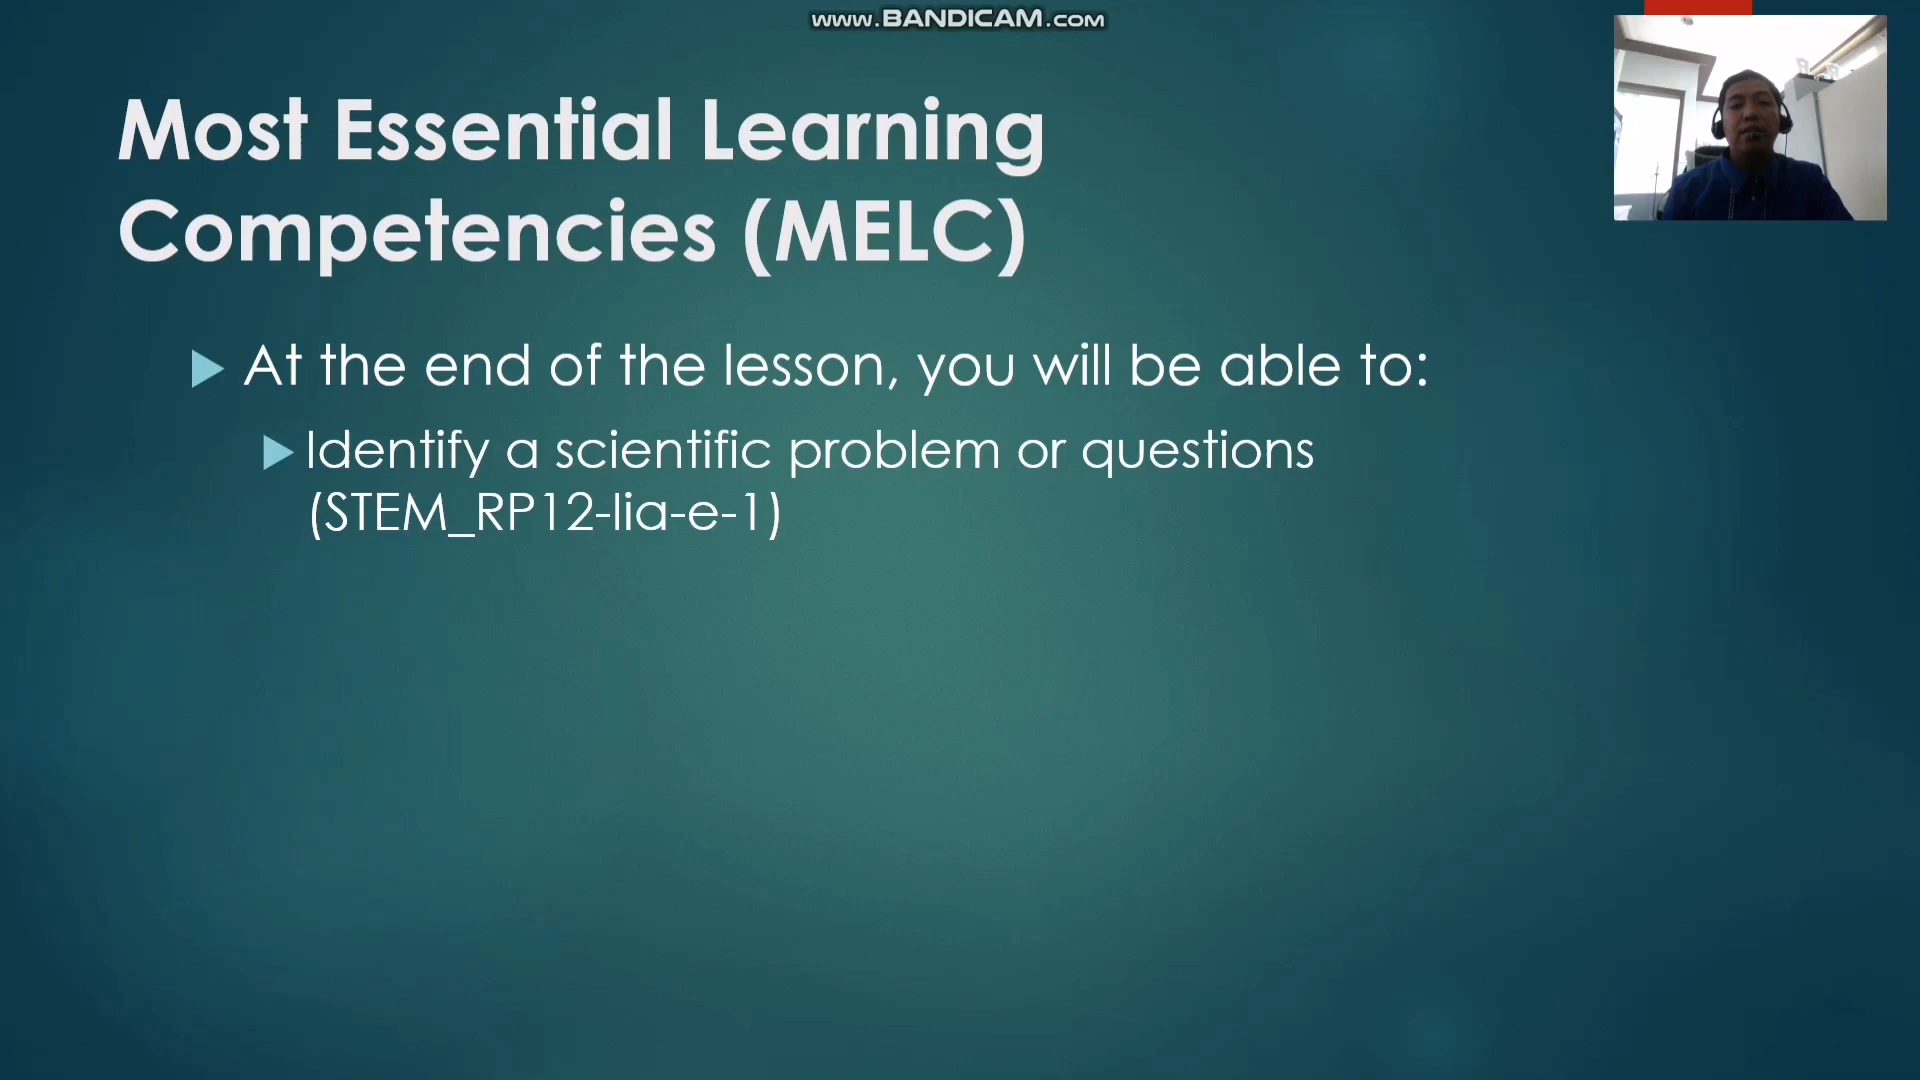 www.BANDICAM.com
Most Essential Learning
Competencies (MELC)
At the end of the lesson, you will be able to:
Identify a scientific problem or questions
(STEM_RP12-Iia-e-1)